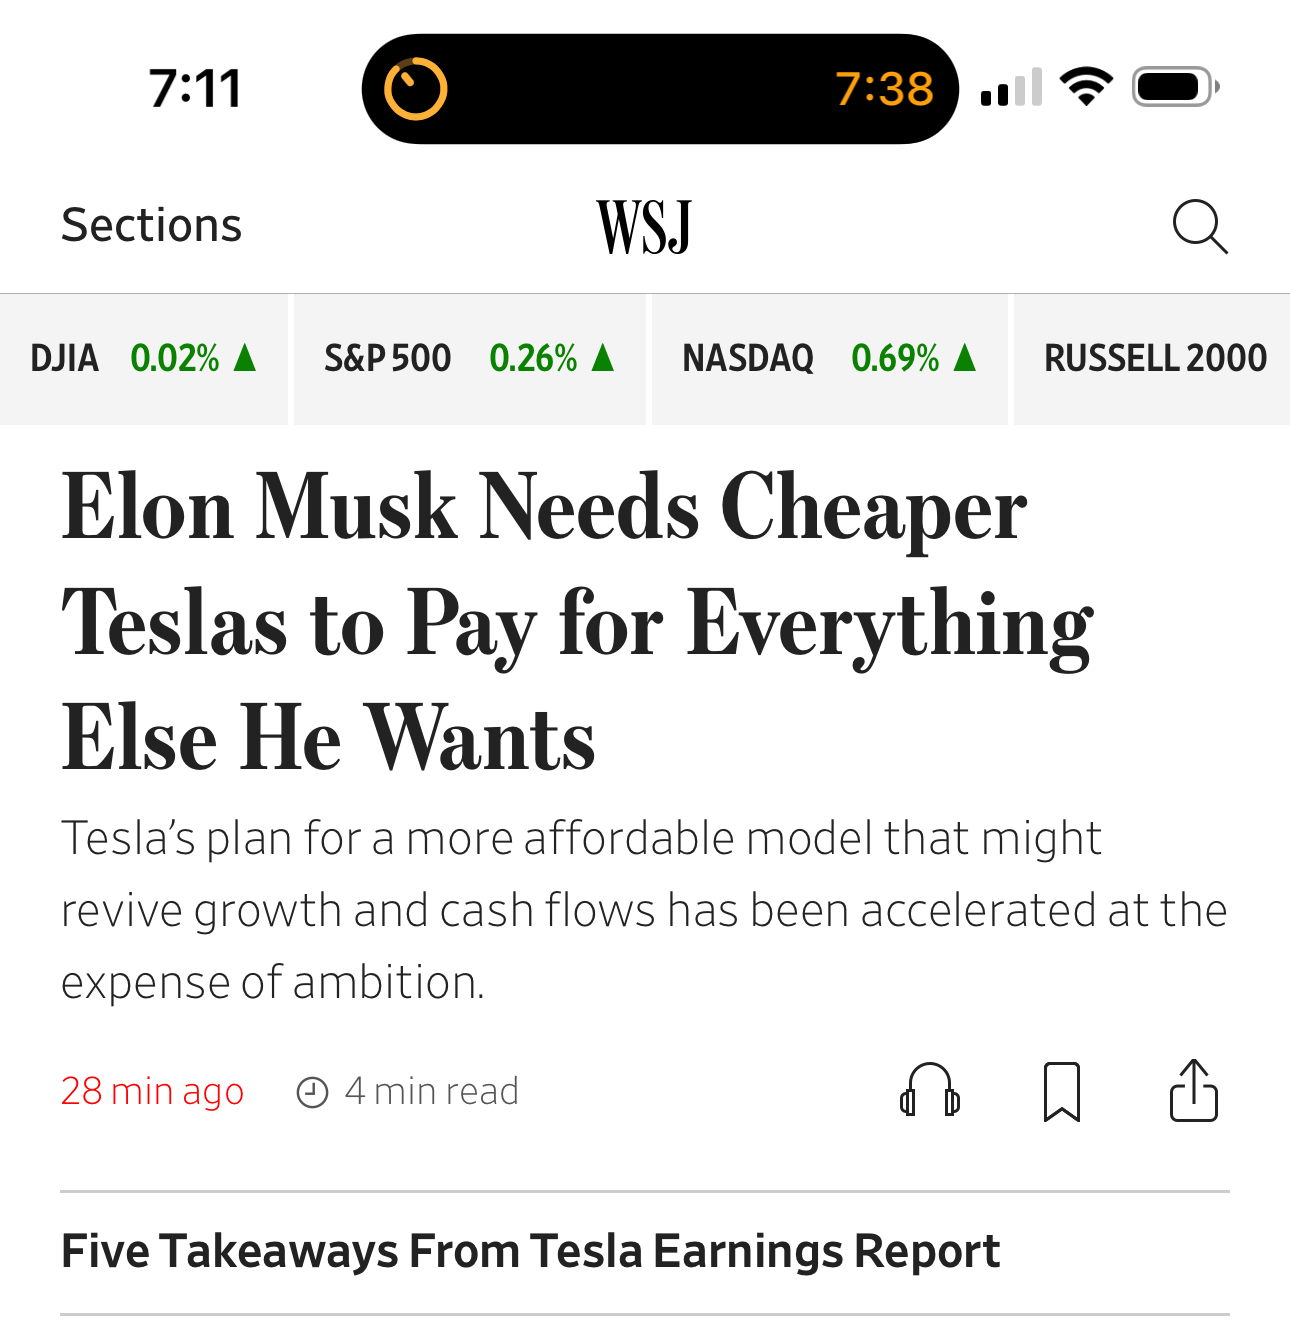 7:11
7:38
Sections
WSJ
DJIA 0.02% ▲ S&P 500 0.26% ▲ NASDAQ 0.69% ▲ RUSSELL 2000
Elon Musk Needs Cheaper
Teslas to Pay for Everything
Else He Wants
Tesla’s plan for a more affordable model that might
revive growth and cash flows has been accelerated at the
expense of ambition.
28 min ago 4 min read
Five Takeaways From Tesla Earnings Report